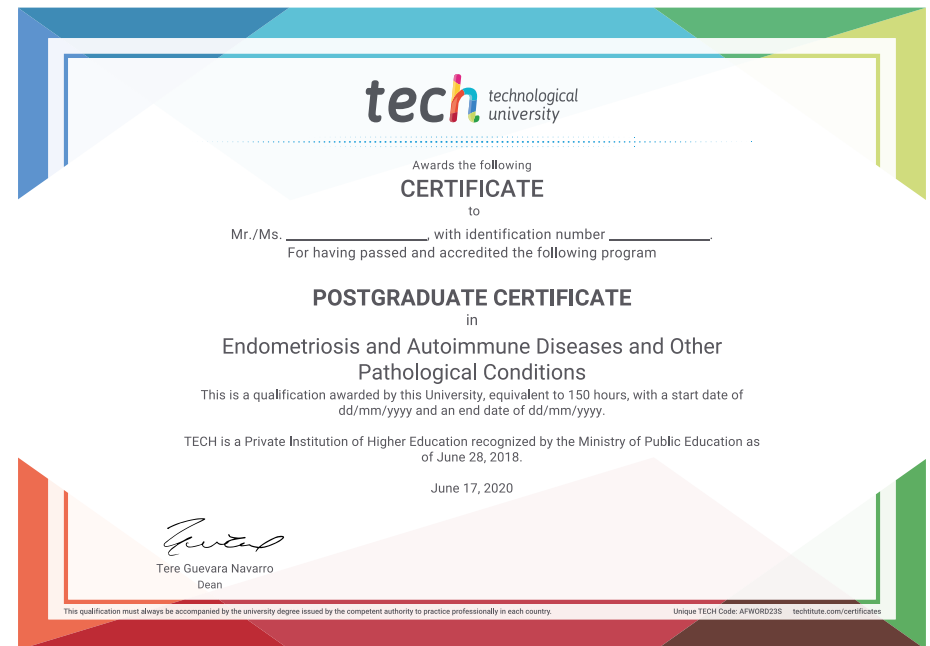 tech technological
university
Awards the following
CERTIFICATE
to
Mr./Ms. ____________________, with identification number ______________.
For having passed and accredited the following program
POSTGRADUATE CERTIFICATE
in
Endometriosis and Autoimmune Diseases and Other
Pathological Conditions
This is a qualification awarded by this University, equivalent to 150 hours, with a start date of
dd/mm/yyyy and an end date of dd/mm/yyyy.
TECH is a Private Institution of Higher Education recognized by the Ministry of Public Education as
of June 28, 2018.
June 17, 2020
Tere Guevara Navarro
Dean
This qualification must always be accompanied by the university degree issued by the competent authority to practice professionally in each country. Unique TECH Code: AFWORD23S techtitute.com/certificates